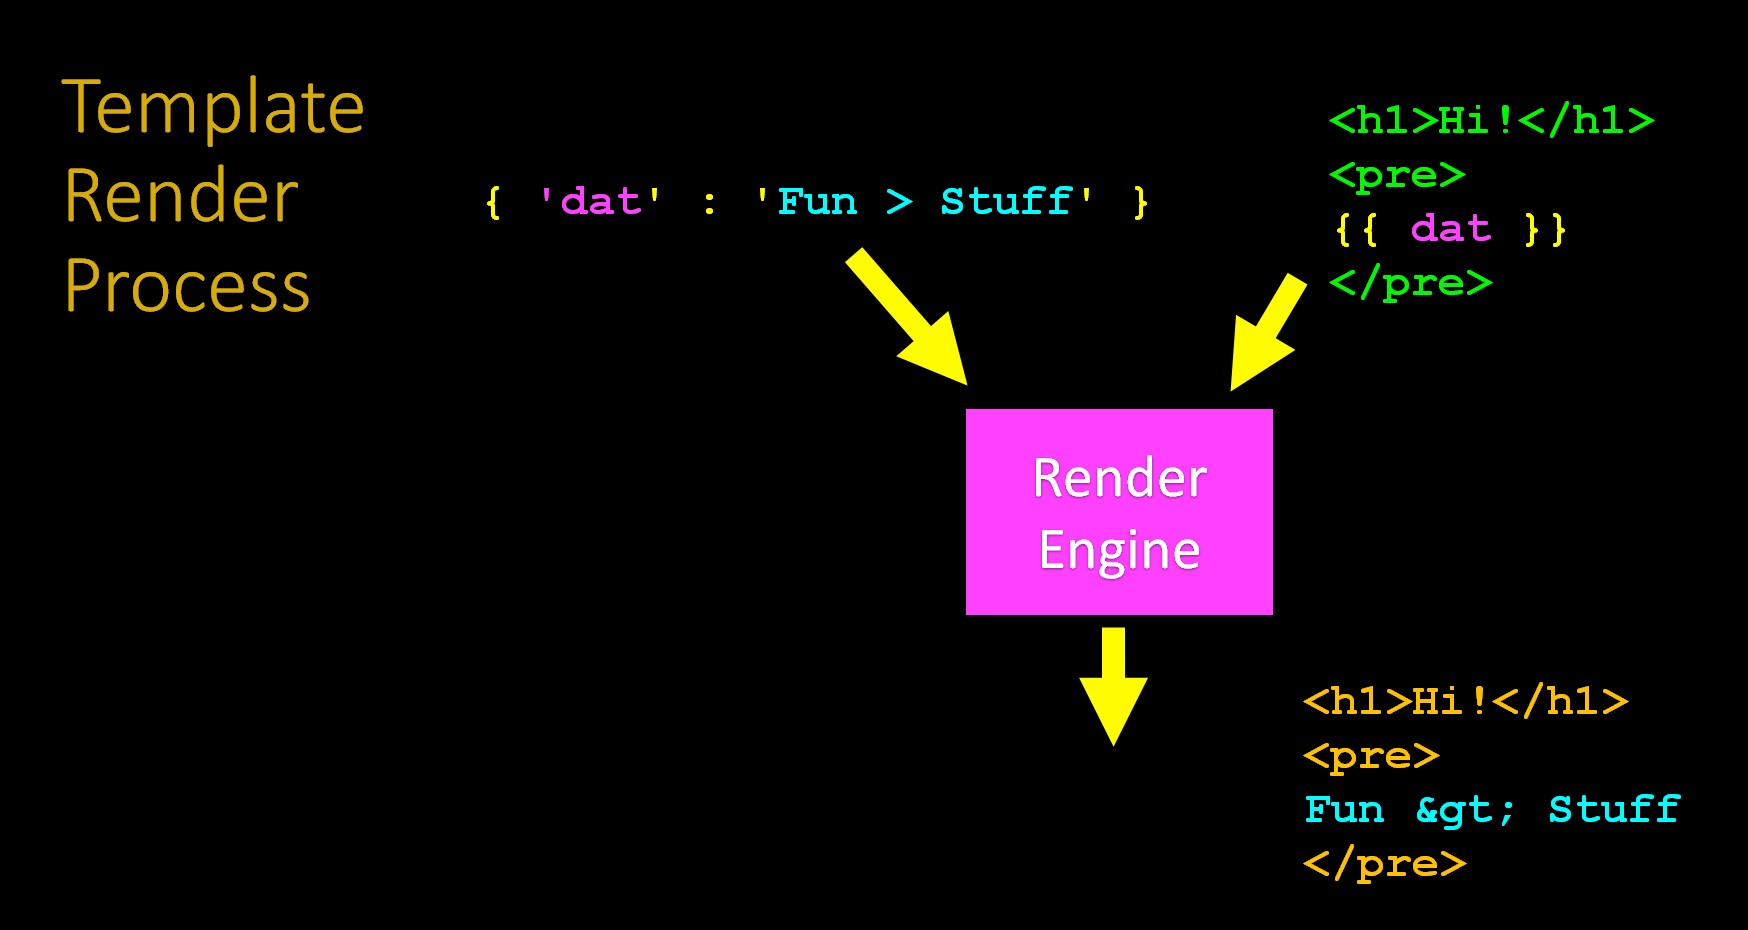 Template
Render
Process
{ 'dat' : 'Fun > Stuff' }
<h1>Hi!</h1>
<pre>
{{ dat }}
</pre>
Render
Engine
<h1>Hi!</h1>
<pre>
Fun &gt; Stuff
</pre>